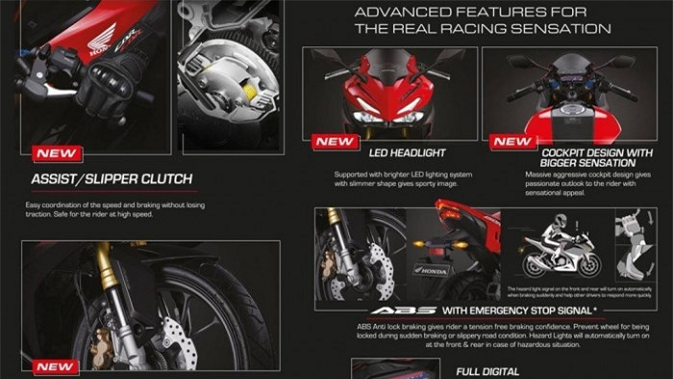 ADVANCED FEATURES FOR
THE REAL RACING SENSATION
HONDA
NEW
ASSIST/SLIPPER CLUTCH
Easy coordination of the speed and braking without losing
traction. Safe for the rider at high speed.
NEW
LED HEADLIGHT
Supported with brighter LED lighting system
with slimmer shape gives sporty image.
NEW
COCKPIT DESIGN WITH
BIGGER SENSATION
Massive aggressive cockpit design gives
passionate outlook to the rider with
sensational appeal.
HONDA
The hazard light signal on the front and rear will turn on automatically
when braking suddenly and help other drivers to respond more quickly.
ABS WITH EMERGENCY STOP SIGNAL*
ABS Anti lock braking gives rider a tension free braking confidence. Prevent wheel for being
locked during sudden braking or slippery road condition. Hazard Lights will automatically turn on
at the front & rear in case of hazardous situation.
NEW
FULL DIGITAL